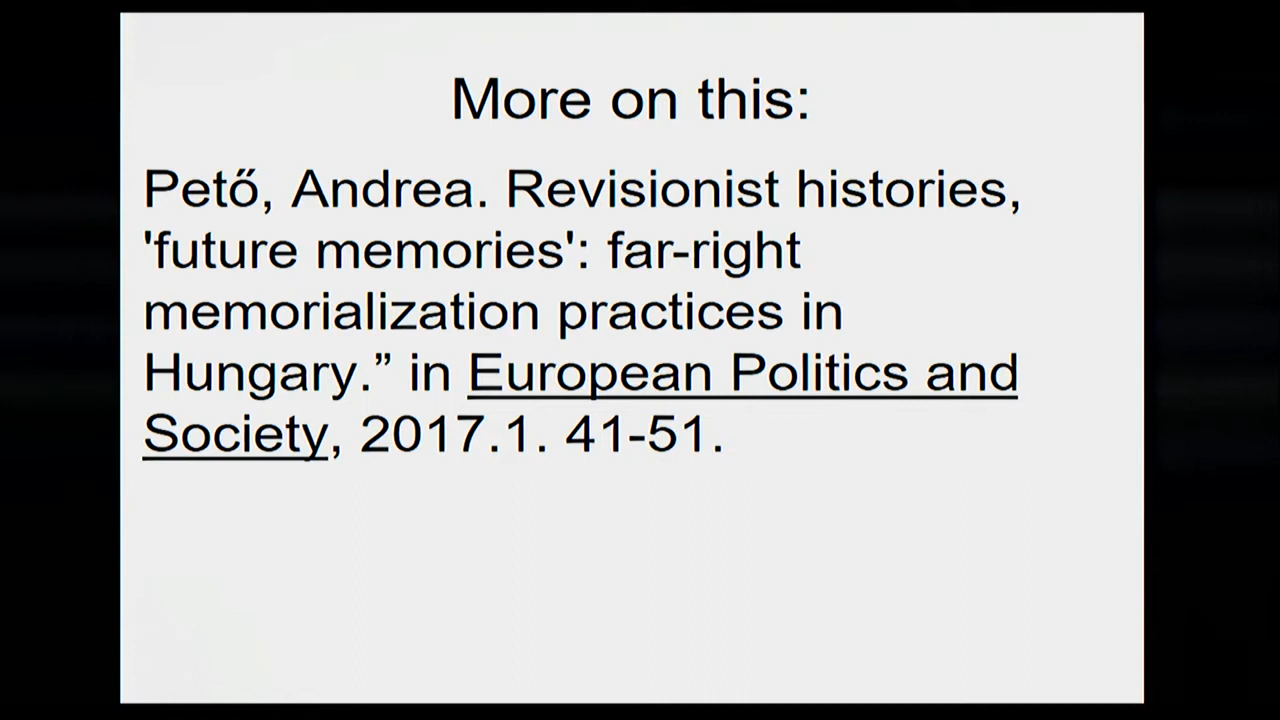 More on this:
Pető, Andrea. Revisionist histories,
'future memories': far-right
memorialization practices in
Hungary.” in European Politics and
Society, 2017.1. 41-51.